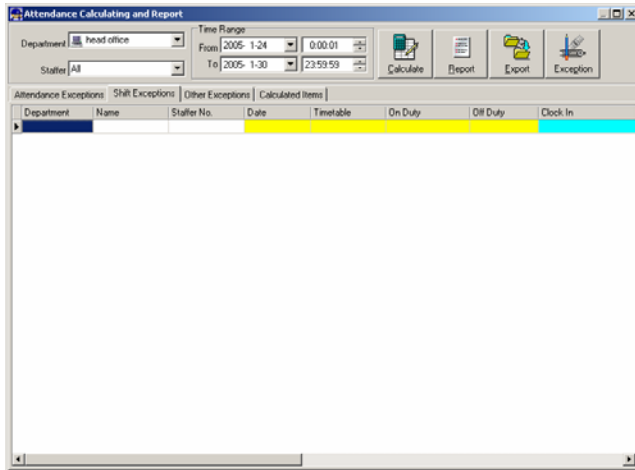 Attendance Calculating and Report
Time Range
Department head office From 2005- 1-24 0:00:01
Staffer All To 2005- 1-30 23:59:59
Calculate Report Export Exception
Attendance Exceptions Shift Exceptions Other Exceptions Calculated Items
Department Name Staffer No. Date Timetable On Duty Off Duty Clock In